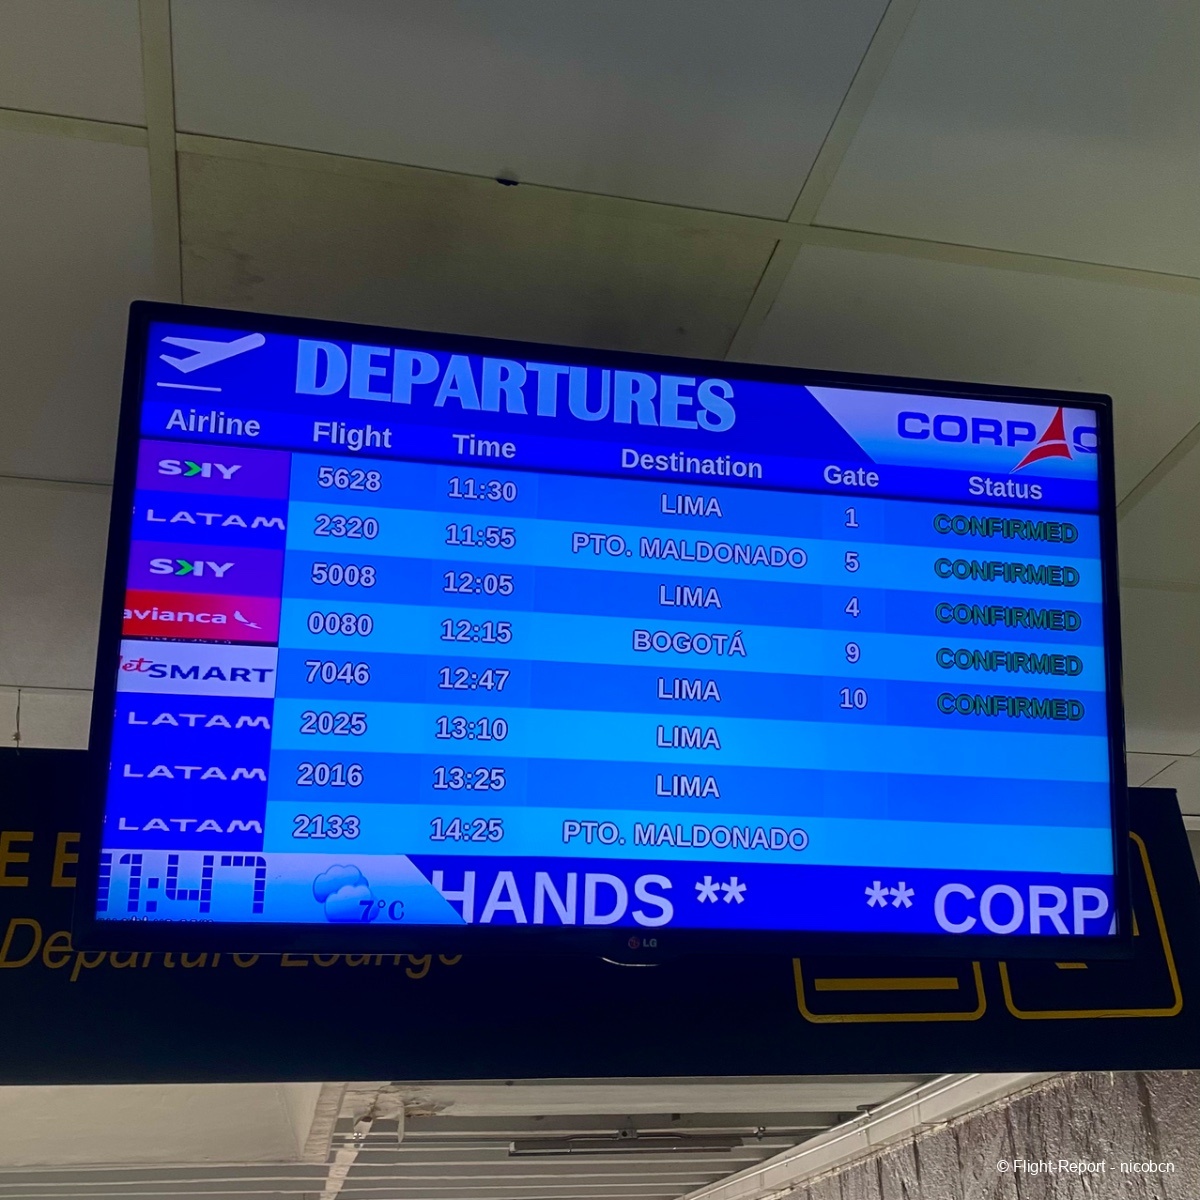 DEPARTURES
CORPAC
Airline Flight Time Destination Gate Status
SKY 5628 11:30 LIMA 1 CONFIRMED
LATAM 2320 11:55 PTO. MALDONADO 5 CONFIRMED
SKY 5008 12:05 LIMA 4 CONFIRMED
avianca 0080 12:15 BOGOTÁ 9 CONFIRMED
JetSMART 7046 12:47 LIMA 10 CONFIRMED
LATAM 2025 13:10 LIMA
LATAM 2016 13:25 LIMA
LATAM 2133 14:25 PTO. MALDONADO
11:47 7°C HANDS ** ** CORPA
LG
Departure Lounge
© Flight-Report - nicobcn